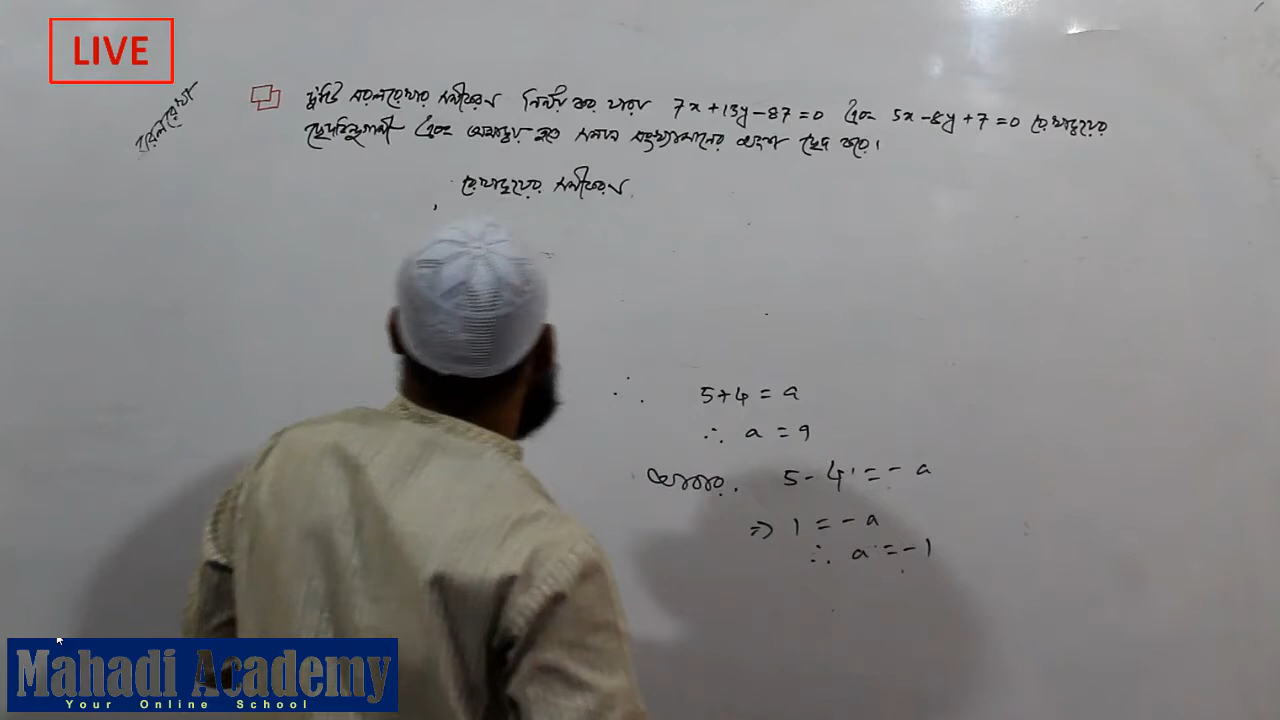 LIVE
সরলরেখা
দুটি সরলরেখার সমীকরণ নির্ণয় কর যারা 7x + 13y - 87 = 0 এবং 5x - 8y + 7 = 0 রেখাদ্বয়ের
ছেদবিন্দুগামী এবং অক্ষদ্বয় হতে সমান সংখ্যামানের অংশ ছেদ করে।
রেখাদ্বয়ের সমীকরণ
∴ 5+4 = a
∴ a = 9
আবার, 5 - 4 = - a
⇒ 1 = - a
∴ a = - 1
Mahadi Academy
Your Online School